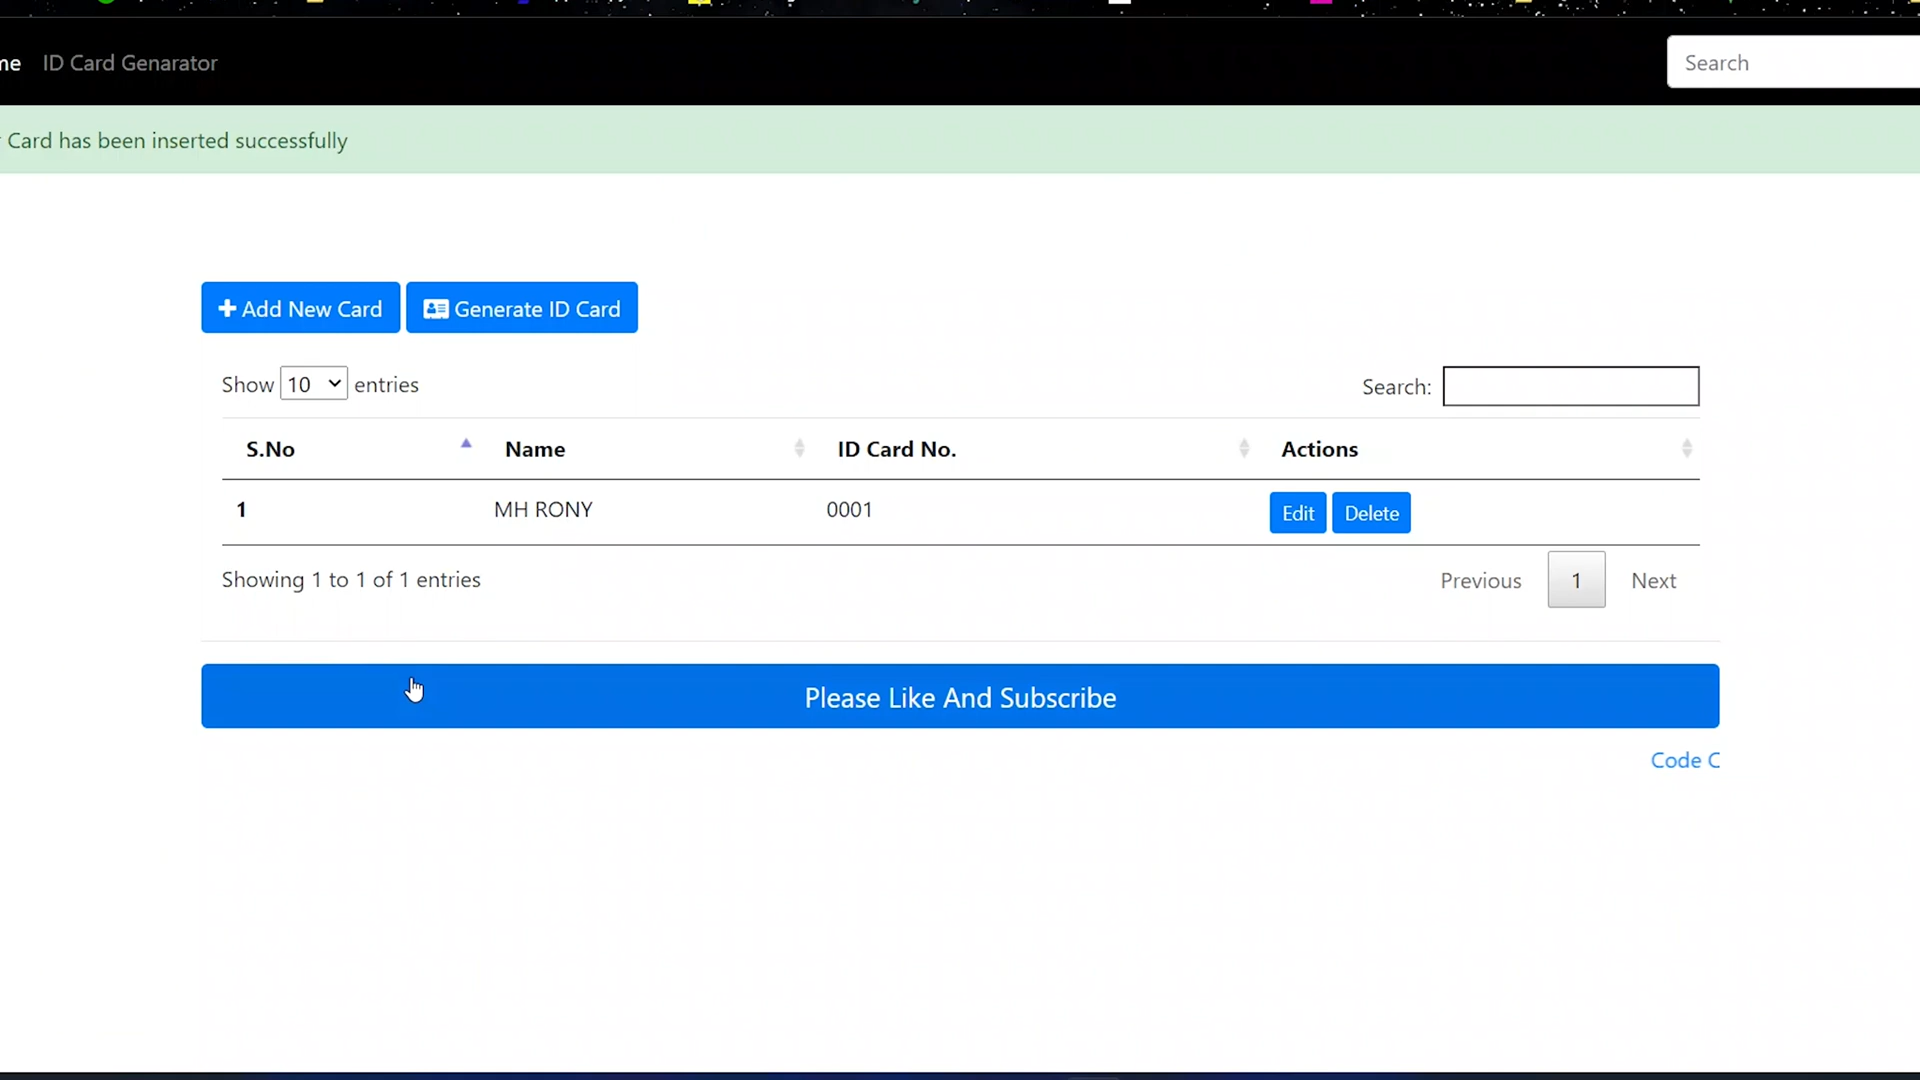 ID Card Genarator
Search
Card has been inserted successfully
Add New Card
Generate ID Card
Show 10 entries
Search:
S.No Name ID Card No. Actions
1 MH RONY 0001 Edit Delete
Showing 1 to 1 of 1 entries
Previous 1 Next
Please Like And Subscribe
Code C